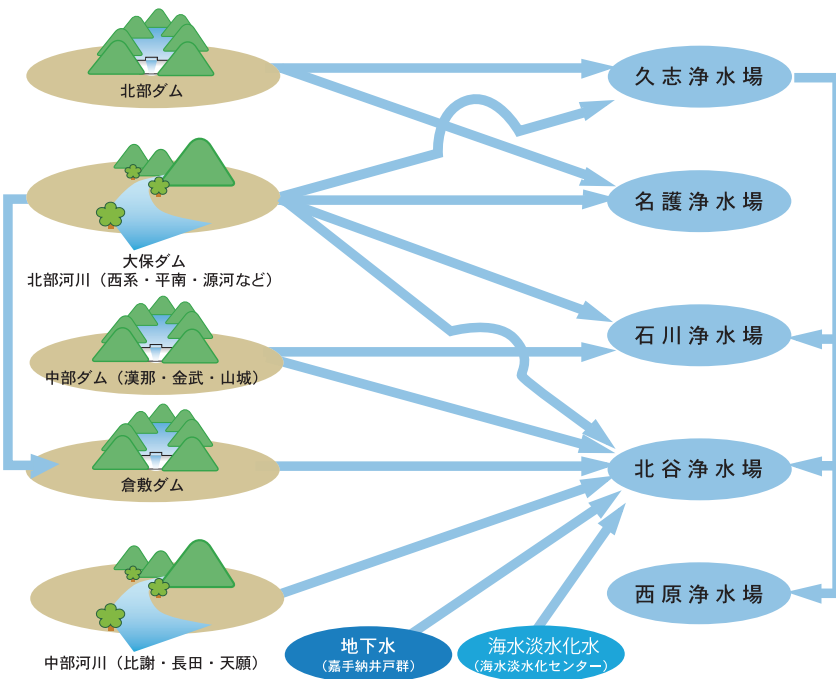 北部ダム
大保ダム
北部河川（西系・平南・源河など）
中部ダム（漢那・金武・山城）
倉敷ダム
中部河川（比謝・長田・天願）
地下水
（嘉手納井戸群）
海水淡水化水
（海水淡水化センター）
久志浄水場
名護浄水場
石川浄水場
北谷浄水場
西原浄水場